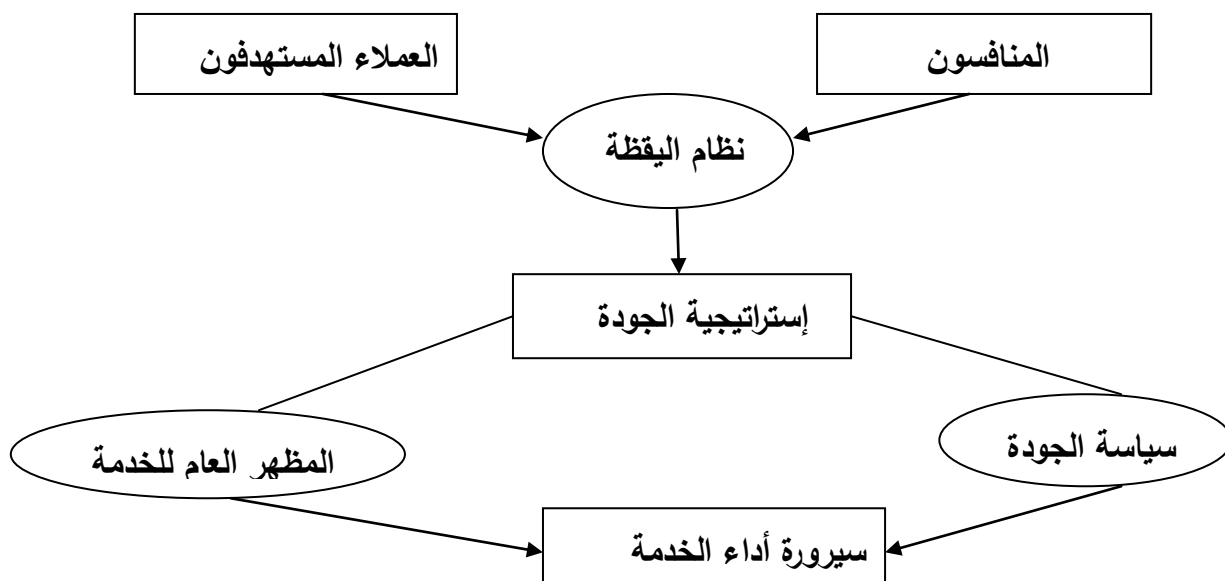 المنافسون
العملاء المستهدفون
نظام اليقظة
إستراتيجية الجودة
سياسة الجودة
المظهر العام للخدمة
سيرورة أداء الخدمة